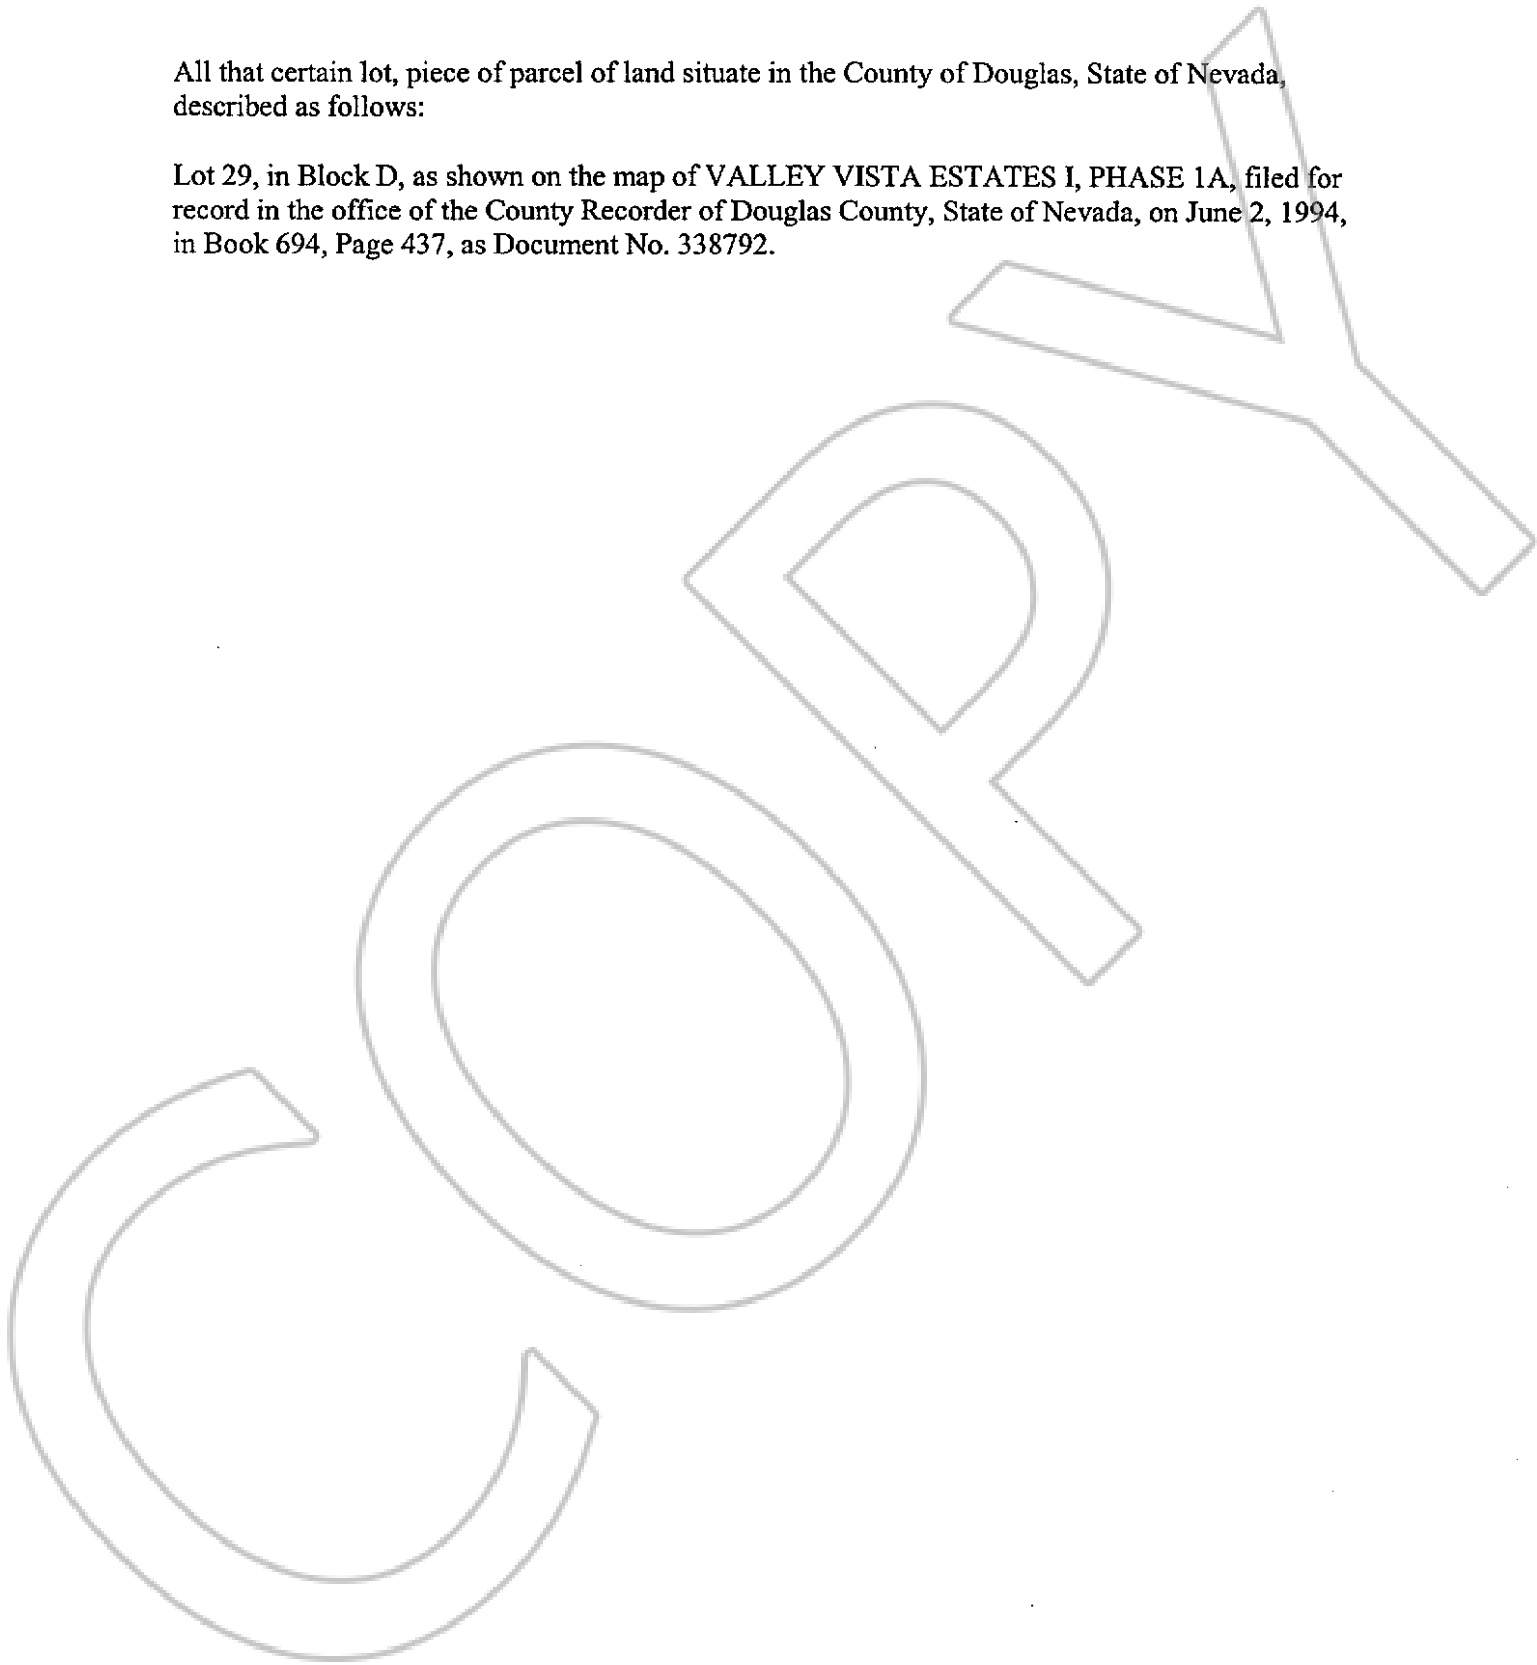 All that certain lot, piece of parcel of land situate in the County of Douglas, State of Nevada,
described as follows:
Lot 29, in Block D, as shown on the map of VALLEY VISTA ESTATES I, PHASE 1A, filed for
record in the office of the County Recorder of Douglas County, State of Nevada, on June 2, 1994,
in Book 694, Page 437, as Document No. 338792.
COPY